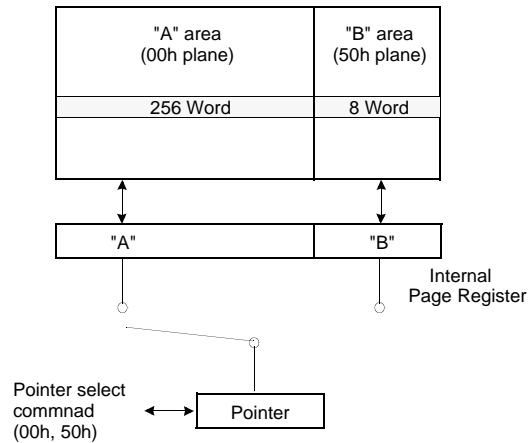 "A" area
(00h plane)
"B" area
(50h plane)
256 Word
8 Word
"A"
"B"
Internal
Page Register
Pointer select
commnad
(00h, 50h)
Pointer